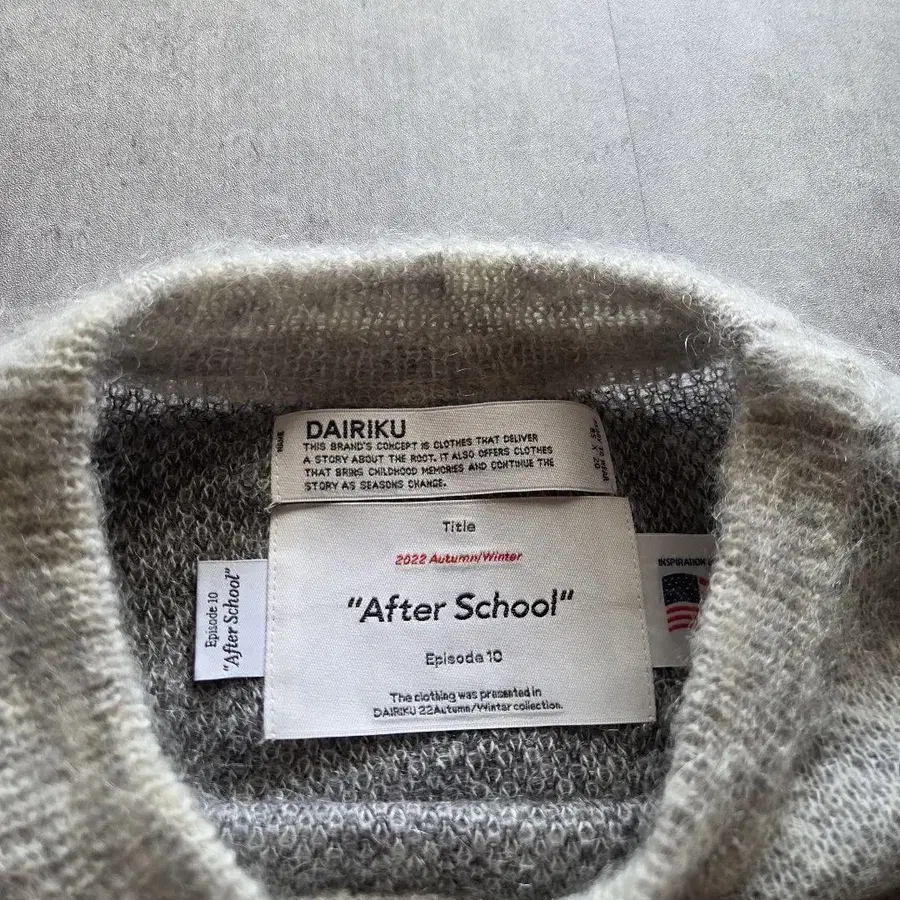 DAIRIKU
THIS BRAND'S CONCEPT IS CLOTHES THAT DELIVER
A STORY ABOUT THE ROOT. IT ALSO OFFERS CLOTHES
THAT BRING CHILDHOOD MEMORIES AND CONTINUE THE
STORY AS SEASONS CHANGE.
Title
2022 Autumn/Winter
"After School"
Episode 10
The clothing was presented in
DAIRIKU 22Autumn/Winter collection.
Episode 10
"After School"
INSPIRATION